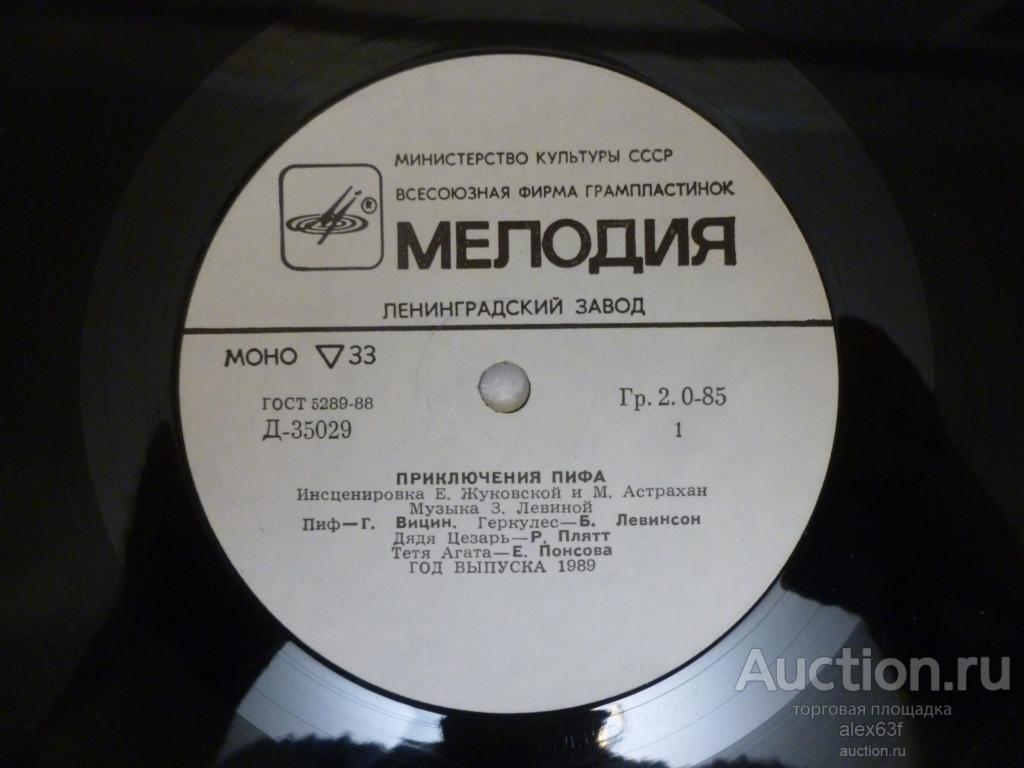 МИНИСТЕРСТВО КУЛЬТУРЫ СССР
ВСЕСОЮЗНАЯ ФИРМА ГРАМПЛАСТИНОК
®
МЕЛОДИЯ
ЛЕНИНГРАДСКИЙ ЗАВОД
МОНО ▽ 33
ГОСТ 5289-88
Д-35029
Гр. 2. 0-85
1
ПРИКЛЮЧЕНИЯ ПИФА
Инсценировка Е. Жуковской и М. Астрахан
Музыка З. Левиной
Пиф—Г. Вицин. Геркулес—Б. Левинсон
Дядя Цезарь—Р. Плятт
Тетя Агата—Е. Понсова
ГОД ВЫПУСКА 1989
Auction.ru
торговая площадка
alex63f
auction.ru